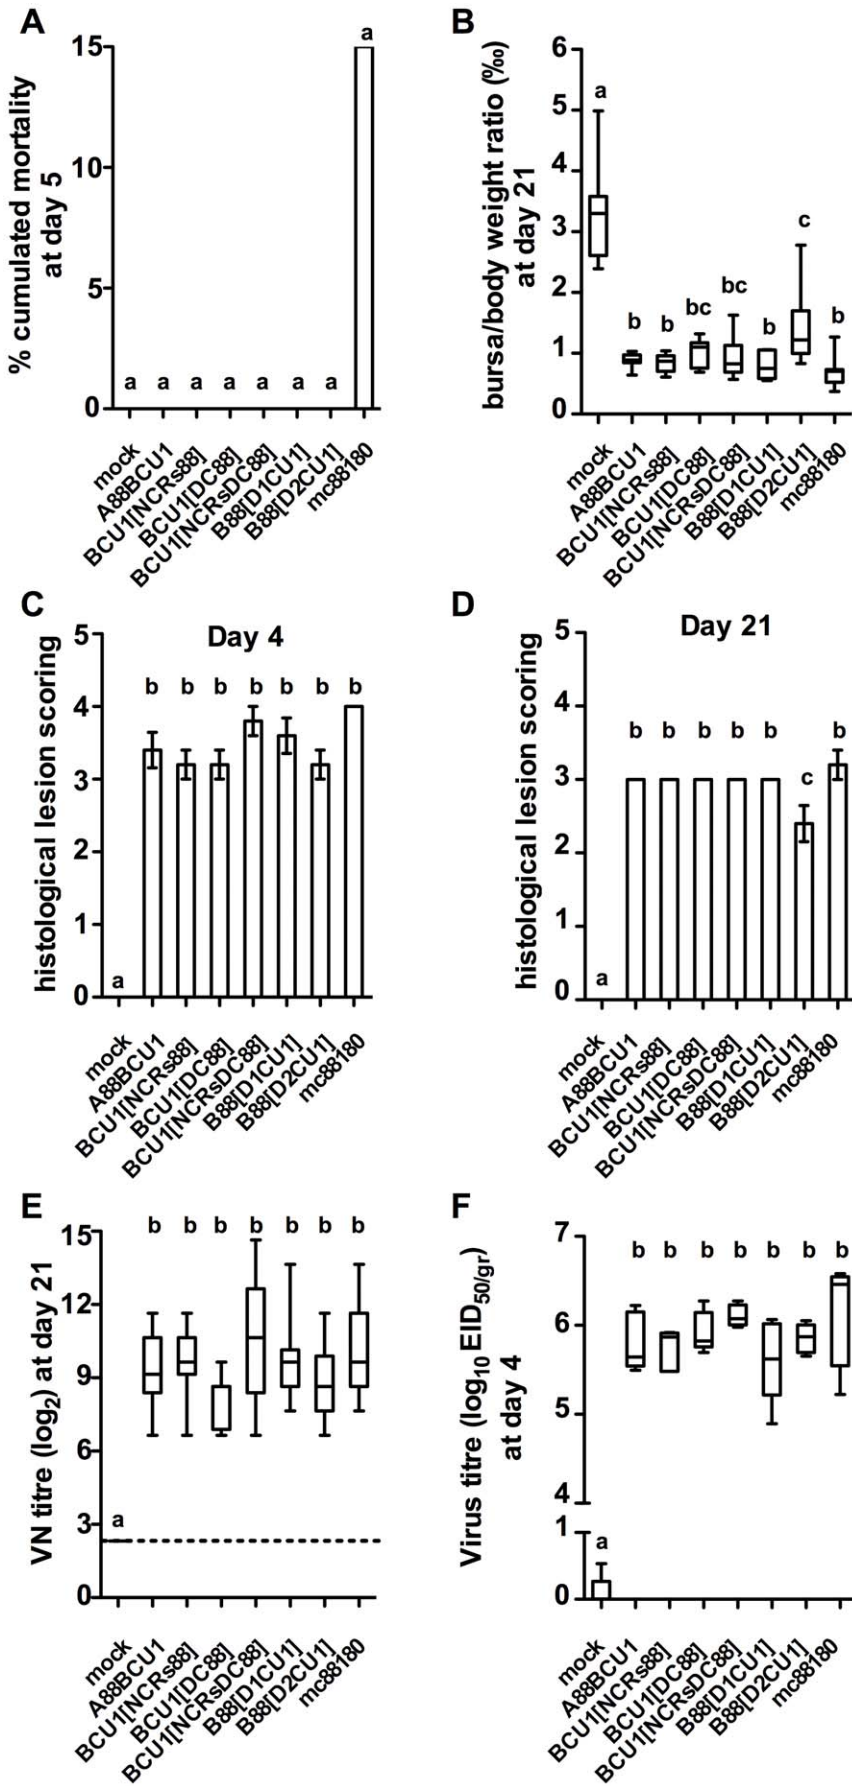 A
% cumulated mortality
at day 5
15
10
5
0
a a a a a a a a
mock
A88BCU1
BCU1[NCRs88]
BCU1[DC88]
BCU1[NCRsDC88]
B88[D1CU1]
B88[D2CU1]
mc88180
B
bursa/body weight ratio (‰)
at day 21
6
5
4
3
2
1
0
a b b bc bc b c b
mock
A88BCU1
BCU1[NCRs88]
BCU1[DC88]
BCU1[NCRsDC88]
B88[D1CU1]
B88[D2CU1]
mc88180
C
Day 4
histological lesion scoring
5
4
3
2
1
0
a b b b b b b b
mock
A88BCU1
BCU1[NCRs88]
BCU1[DC88]
BCU1[NCRsDC88]
B88[D1CU1]
B88[D2CU1]
mc88180
D
Day 21
histological lesion scoring
5
4
3
2
1
0
a b b b b b c b
mock
A88BCU1
BCU1[NCRs88]
BCU1[DC88]
BCU1[NCRsDC88]
B88[D1CU1]
B88[D2CU1]
mc88180
E
VN titre (log2) at day 21
15
12
9
6
3
0
a b b b b b b b
mock
A88BCU1
BCU1[NCRs88]
BCU1[DC88]
BCU1[NCRsDC88]
B88[D1CU1]
B88[D2CU1]
mc88180
F
Virus titre (log10 EID50/gr)
at day 4
7
6
5
4
1
0
a b b b b b b b
mock
A88BCU1
BCU1[NCRs88]
BCU1[DC88]
BCU1[NCRsDC88]
B88[D1CU1]
B88[D2CU1]
mc88180